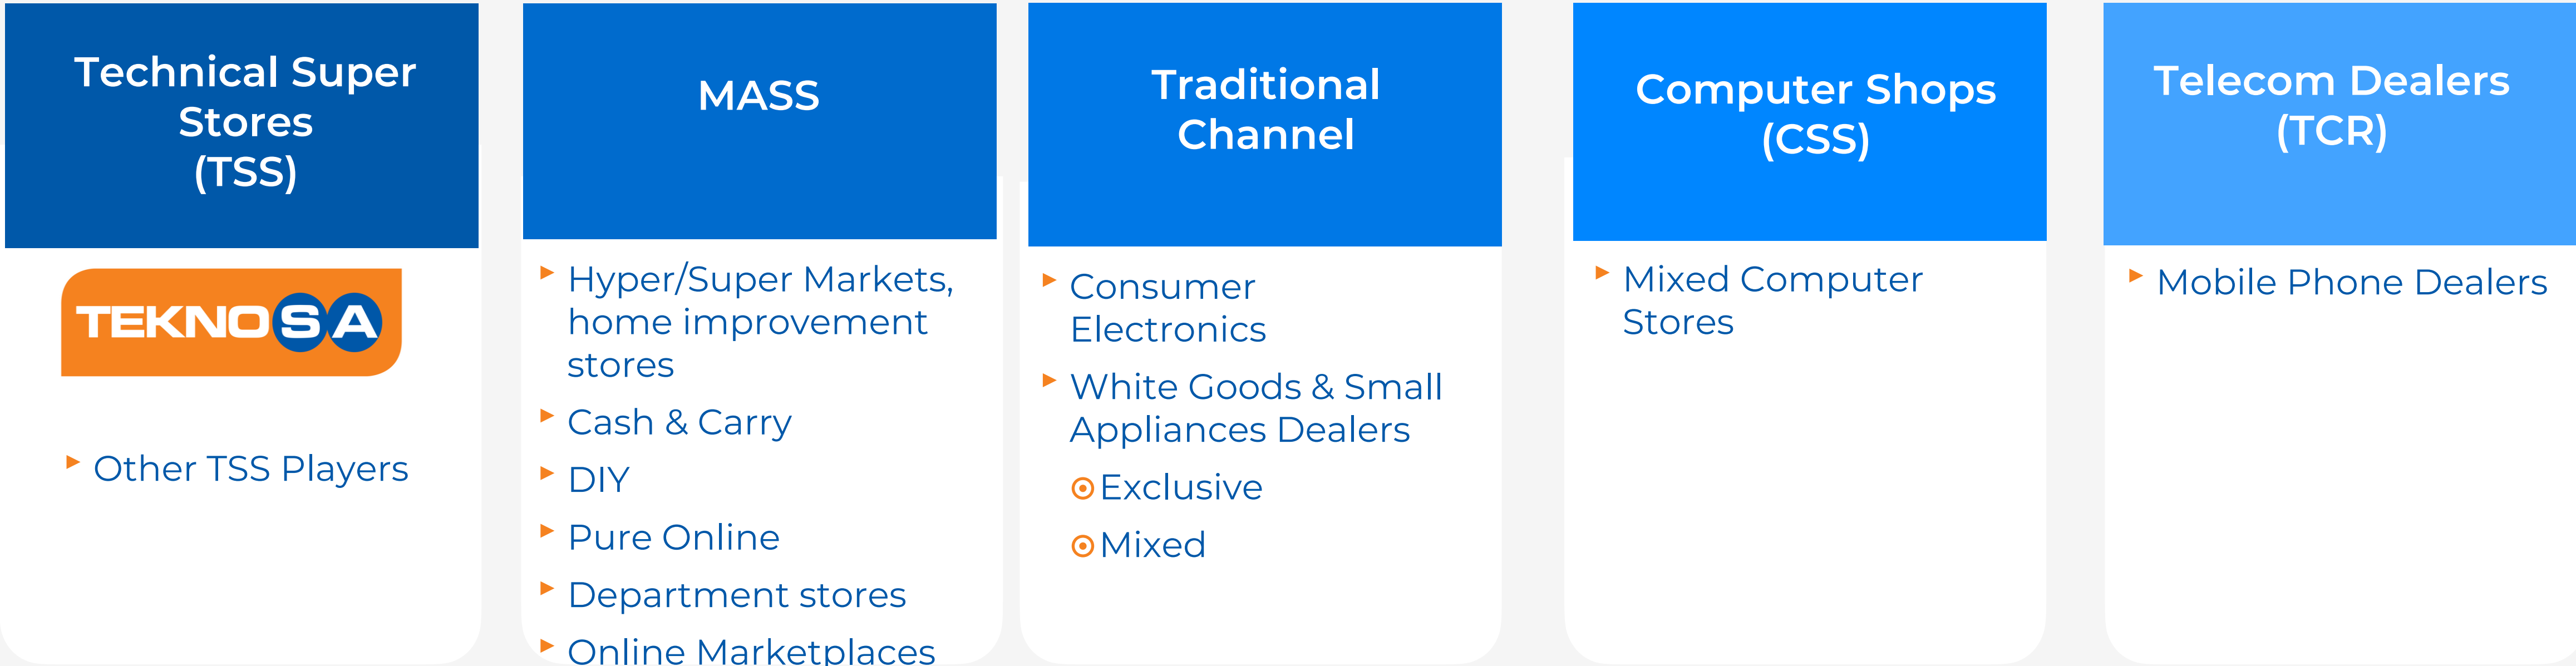 Technical Super
Stores
(TSS)
TEKNOSA
Other TSS Players
MASS
Hyper/Super Markets,
home improvement
stores
Cash & Carry
DIY
Pure Online
Department stores
Online Marketplaces
Traditional
Channel
Consumer
Electronics
White Goods & Small
Appliances Dealers
Exclusive
Mixed
Computer Shops
(CSS)
Mixed Computer
Stores
Telecom Dealers
(TCR)
Mobile Phone Dealers